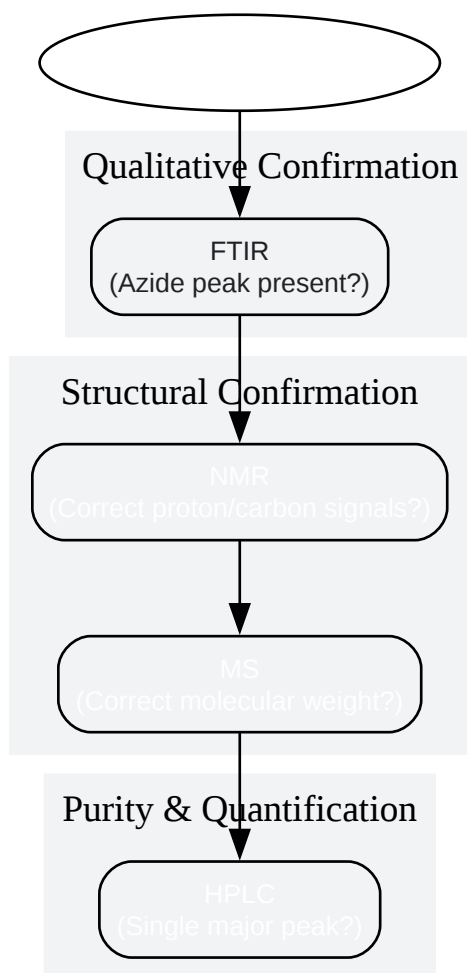 Qualitative Confirmation
FTIR
(Azide peak present?)
Structural Confirmation
NMR
(Correct proton/carbon signals?)
MS
(Correct molecular weight?)
Purity & Quantification
HPLC
(Single major peak?)